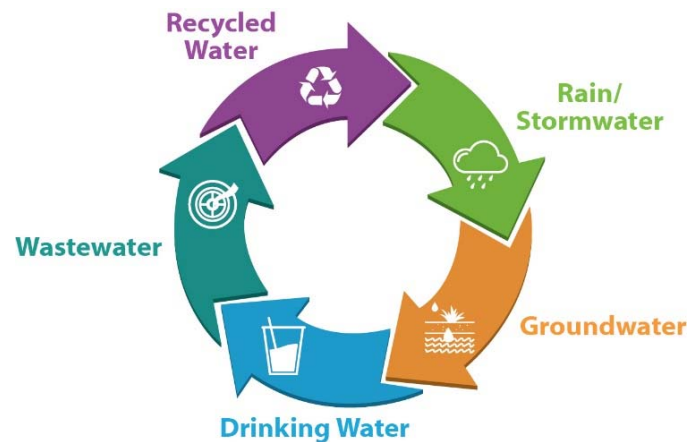 Recycled
Water
Rain/
Stormwater
Groundwater
Drinking Water
Wastewater